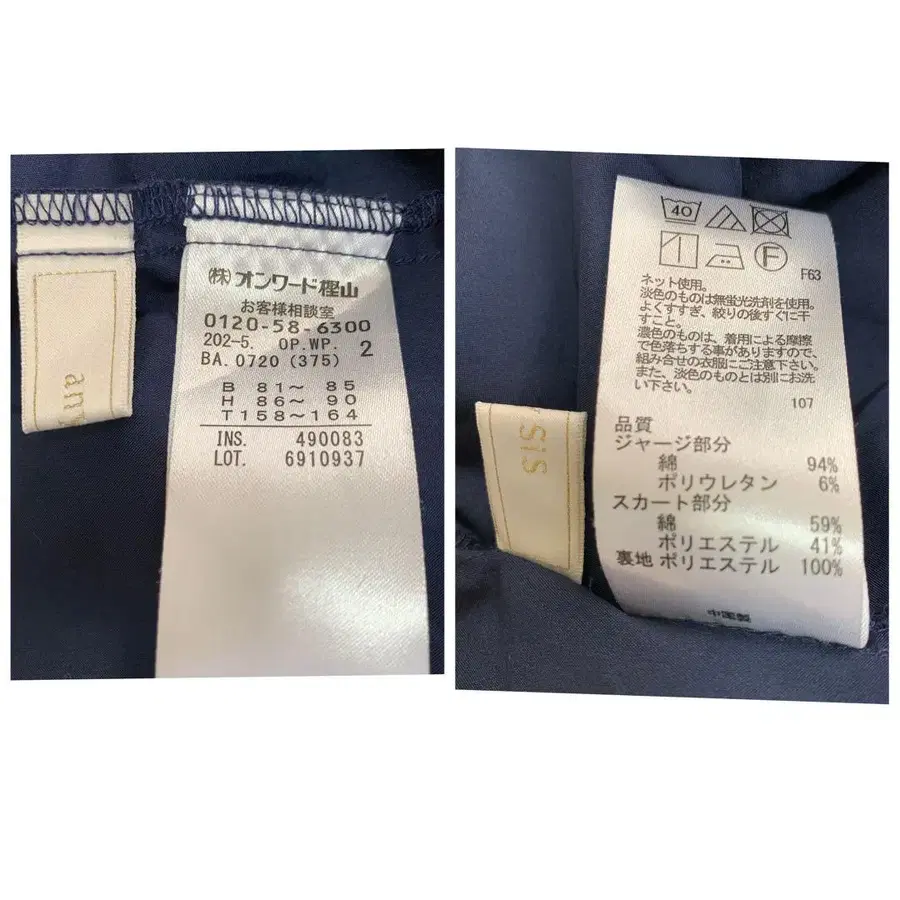 any
(株)オンワード樫山
お客様相談室
0120-58-6300
202-5. OP.WP. 2
BA.0720(375)
B 81~ 85
H 86~ 90
T158~164
INS. 490083
LOT. 6910937
sis
40
F
F63
ネット使用。
淡色のものは無蛍光洗剤を使用。
よくすすぎ、絞りの後すぐに干
すこと。
濃色のものは、着用による摩擦
で色落ちする事がありますので、
組み合せの衣服にご注意下さい。
また、淡色のものとは別にお洗
い下さい。
107
品質
ジャージ部分
綿 94%
ポリウレタン 6%
スカート部分
綿 59%
ポリエステル 41%
裏地 ポリエステル 100%
中国製